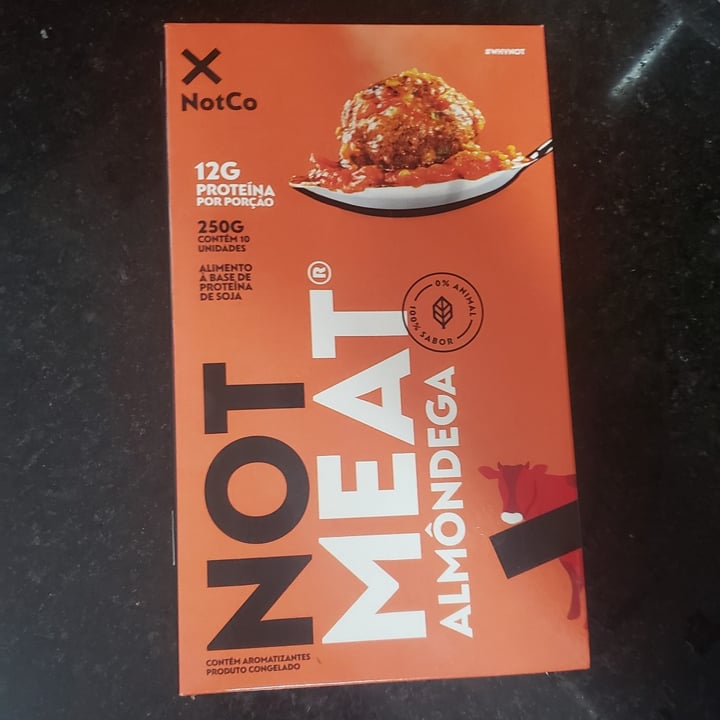 #WHYNOT
NotCo
12G
PROTEÍNA
POR PORÇÃO
250G
CONTÉM 10
UNIDADES
ALIMENTO
À BASE DE
PROTEÍNA
DE SOJA
0% ANIMAL
100% SABOR
NOT
MEAT®
ALMÔNDEGA
CONTÉM AROMATIZANTES
PRODUTO CONGELADO